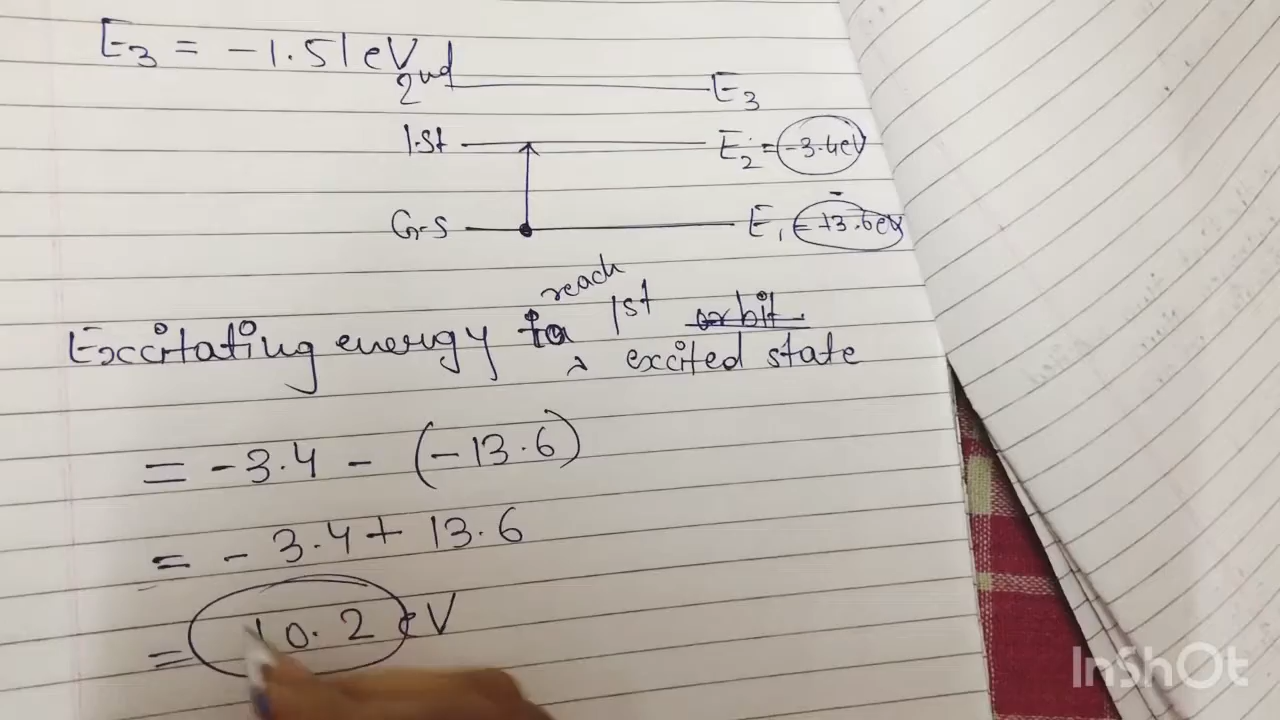 E3 = -1.51eV
2nd E3
1st E2 = -3.4eV
G-S E1 = -13.6eV
reach
Excitating energy to 1st orbit
excited state
= -3.4 - (-13.6)
= - 3.4 + 13.6
= 10.2 eV
InShOt